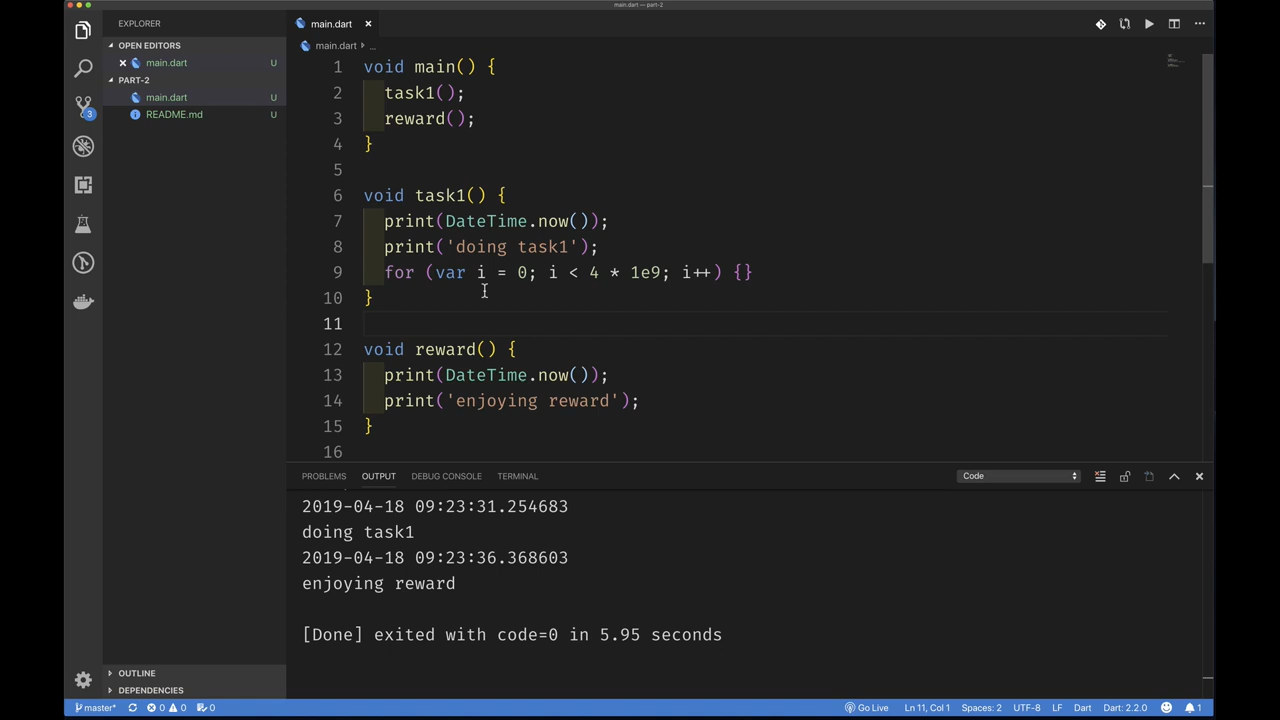 main.dart — part-2
EXPLORER
OPEN EDITORS
main.dart U
PART-2
main.dart U
README.md U
3
OUTLINE
DEPENDENCIES
main.dart
main.dart ...
1 void main() {
2 task1();
3 reward();
4 }
5
6 void task1() {
7 print(DateTime.now());
8 print('doing task1');
9 for (var i = 0; i < 4 * 1e9; i++) {}
10 }
11
12 void reward() {
13 print(DateTime.now());
14 print('enjoying reward');
15 }
16
PROBLEMS OUTPUT DEBUG CONSOLE TERMINAL Code
2019-04-18 09:23:31.254683
doing task1
2019-04-18 09:23:36.368603
enjoying reward
[Done] exited with code=0 in 5.95 seconds
master* 0 0 0 Go Live Ln 11, Col 1 Spaces: 2 UTF-8 LF Dart Dart: 2.2.0 1